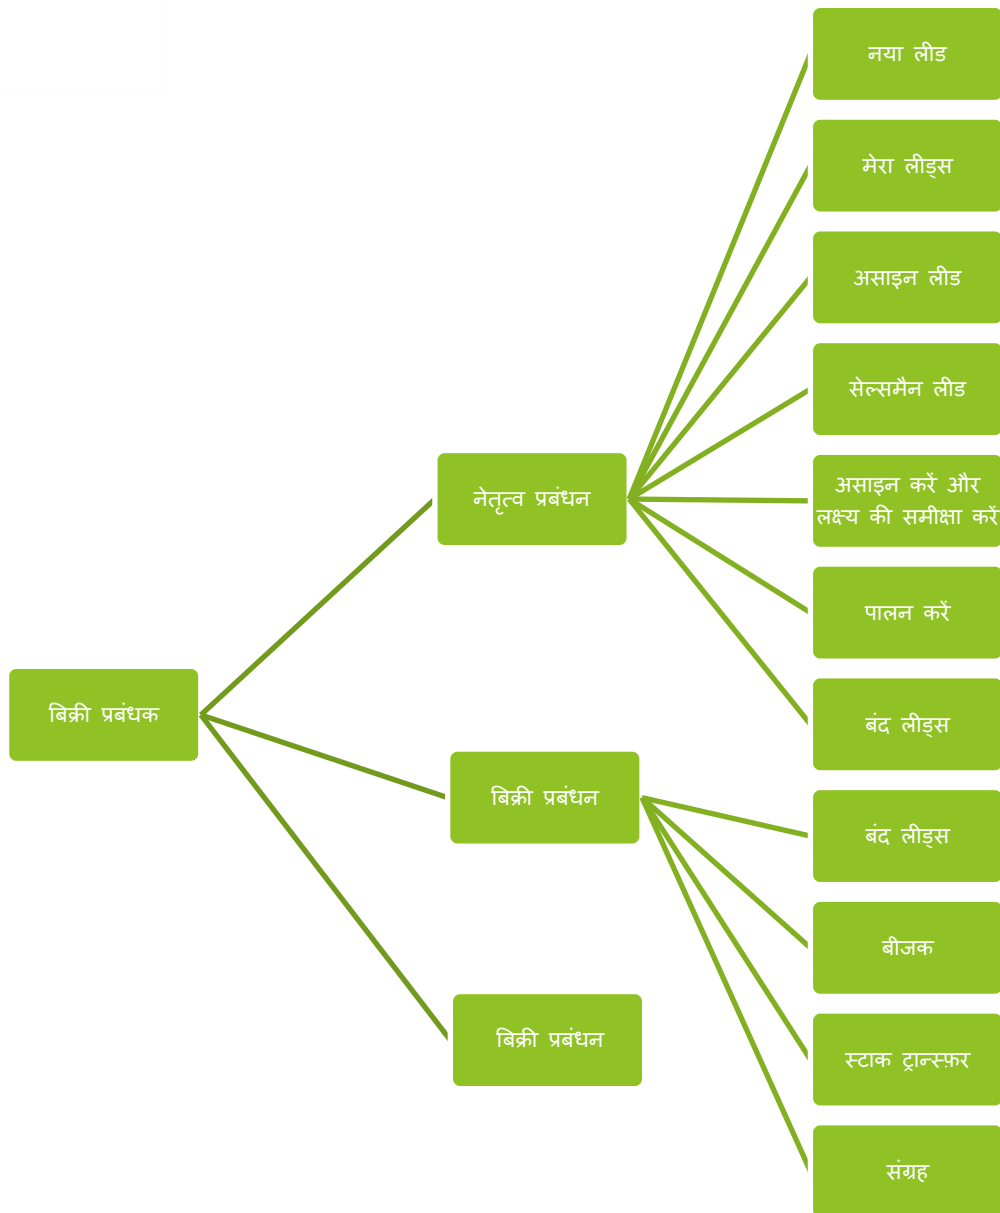 नया लीड
मेरा लीड्स
असाइन लीड
सेल्समैन लीड
नेतृत्व प्रबंधन
असाइन करें और
लक्ष्य की समीक्षा करें
पालन करें
बिक्री प्रबंधक
बंद लीड्स
बिक्री प्रबंधन
बंद लीड्स
बीजक
बिक्री प्रबंधन
स्टाक ट्रान्स्फ़र
संग्रह